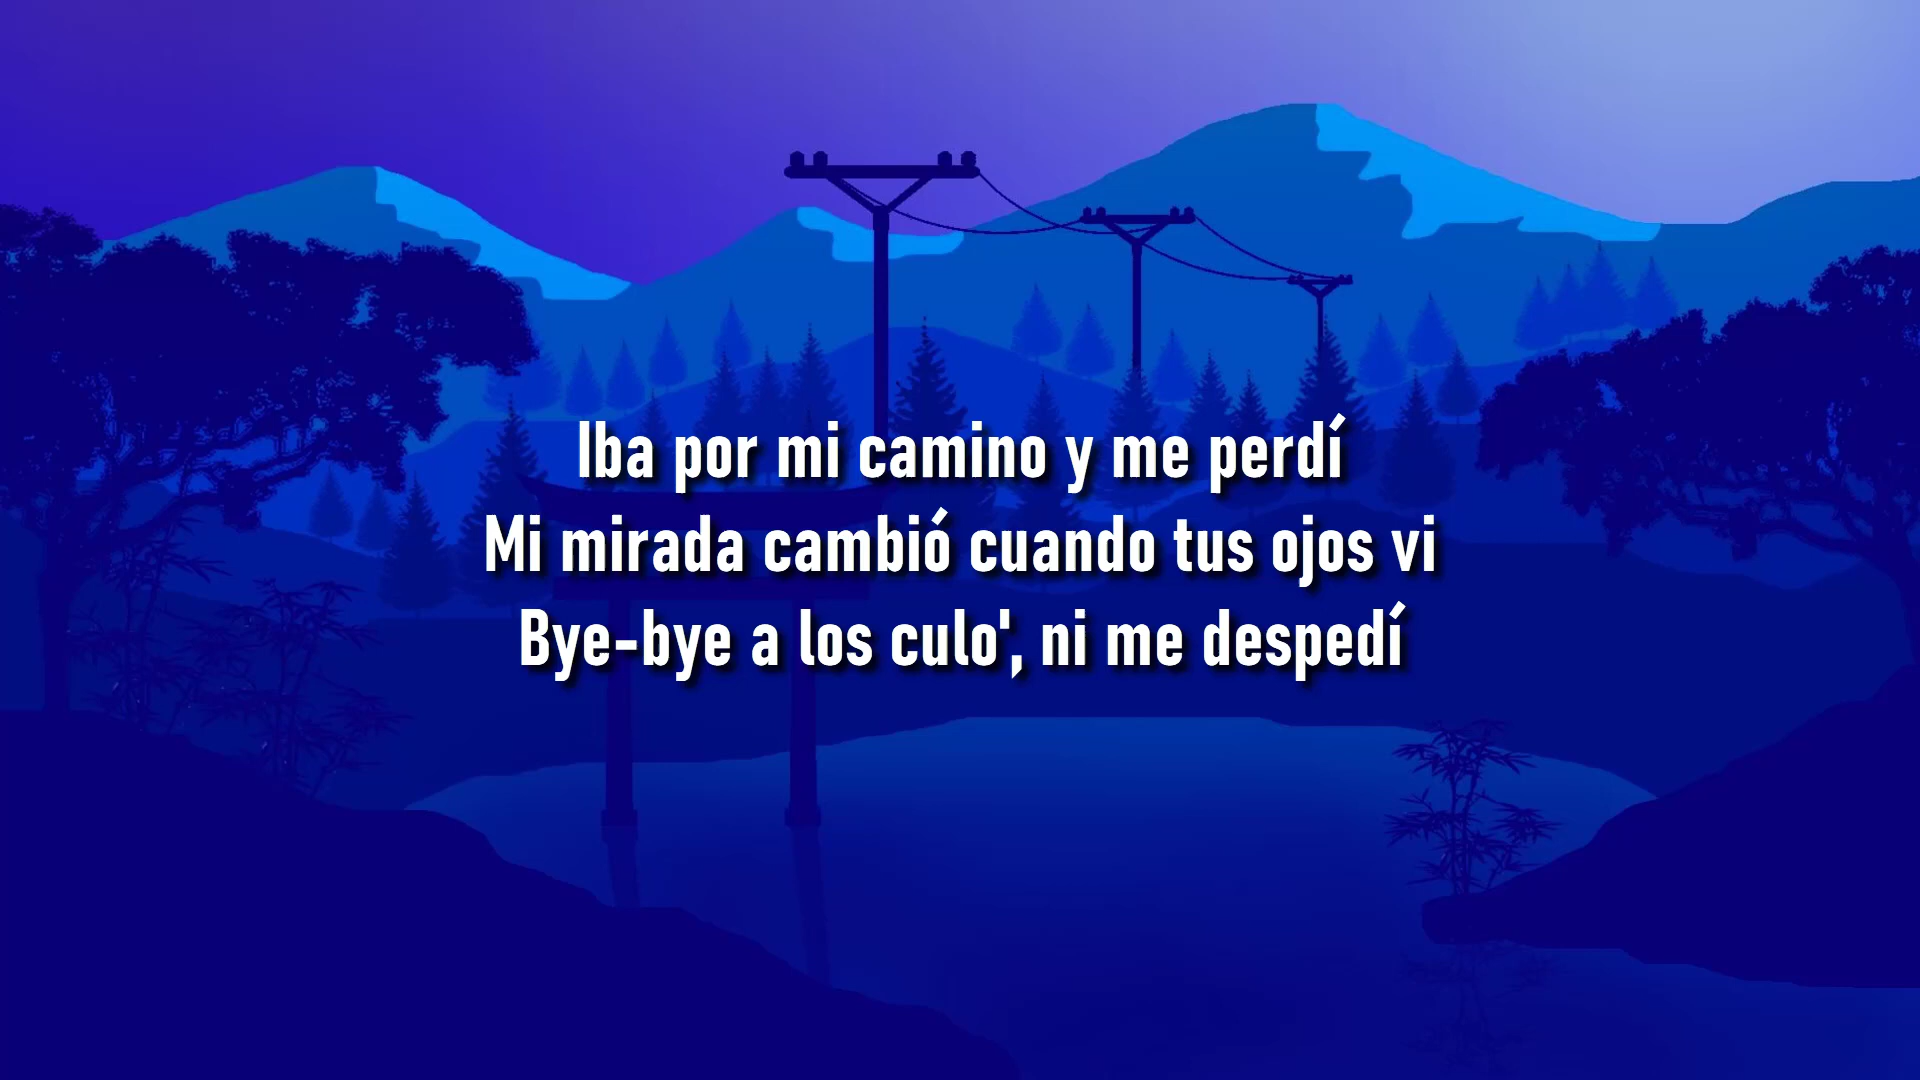 Iba por mi camino y me perdí
Mi mirada cambió cuando tus ojos vi
Bye-bye a los culo', ni me despedí